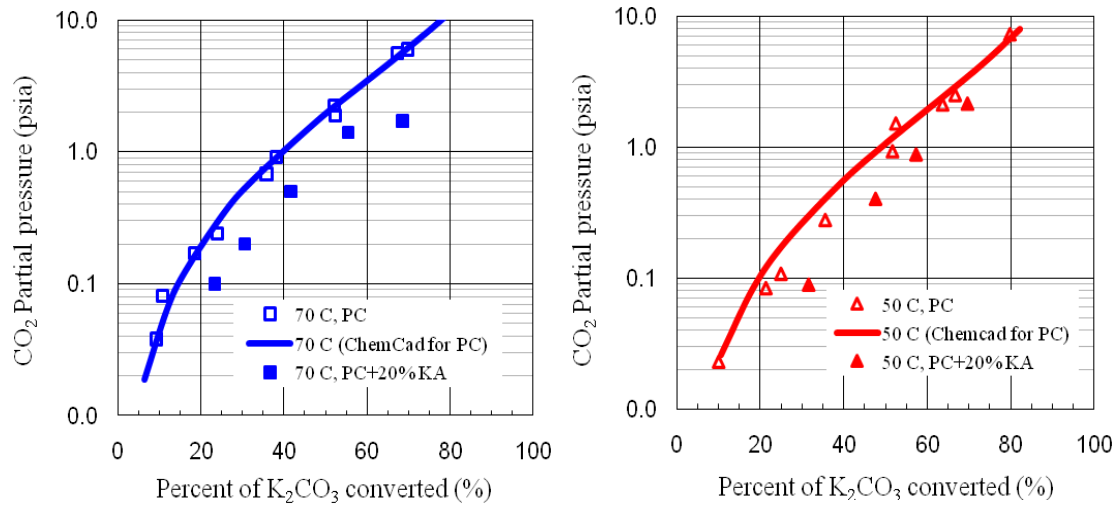 10.0
1.0
0.1
0.0
CO2 Partial pressure (psia)
70 C, PC
70 C (ChemCad for PC)
70 C, PC+20%KA
0 20 40 60 80 100
Percent of K2CO3 converted (%)
10.0
1.0
0.1
0.0
CO2 Partial pressure (psia)
50 C, PC
50 C (Chemcad for PC)
50 C, PC+20%KA
0 20 40 60 80 100
Percent of K2CO3 converted (%)